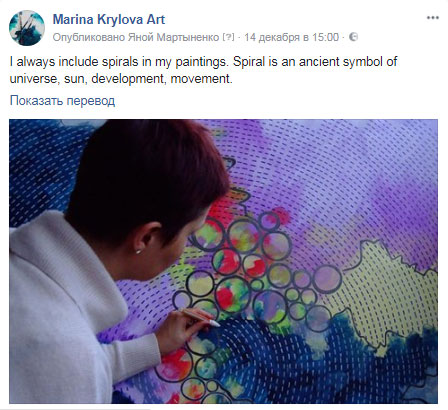 Marina Krylova Art
Опубликовано Яной Мартыненко [?] · 14 декабря в 15:00 ·
I always include spirals in my paintings. Spiral is an ancient symbol of
universe, sun, development, movement.
Показать перевод